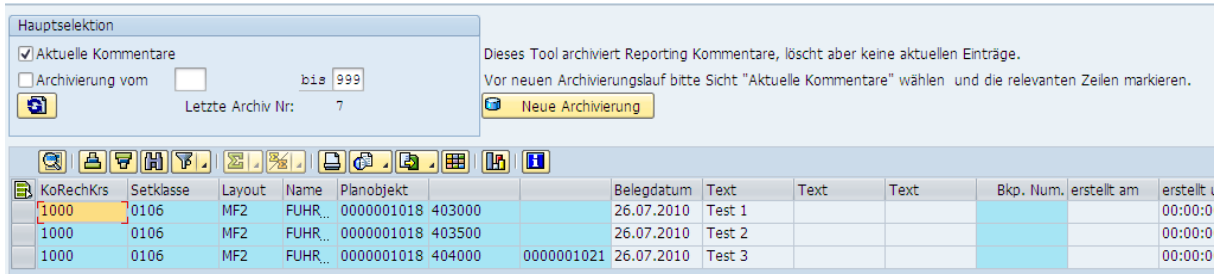 Hauptselektion
Aktuelle Kommentare
Dieses Tool archiviert Reporting Kommentare, löscht aber keine aktuellen Einträge.
Archivierung vom bis 999
Vor neuen Archivierungslauf bitte Sicht "Aktuelle Kommentare" wählen und die relevanten Zeilen markieren.
Letzte Archiv Nr: 7
Neue Archivierung
KoRechKrs Setklasse Layout Name Planobjekt Belegdatum Text Text Text Bkp. Num. erstellt am erstellt u
1000 0106 MF2 FUHR... 0000001018 403000 26.07.2010 Test 1 00:00:0
1000 0106 MF2 FUHR... 0000001018 403500 26.07.2010 Test 2 00:00:0
1000 0106 MF2 FUHR... 0000001018 404000 0000001021 26.07.2010 Test 3 00:00:0